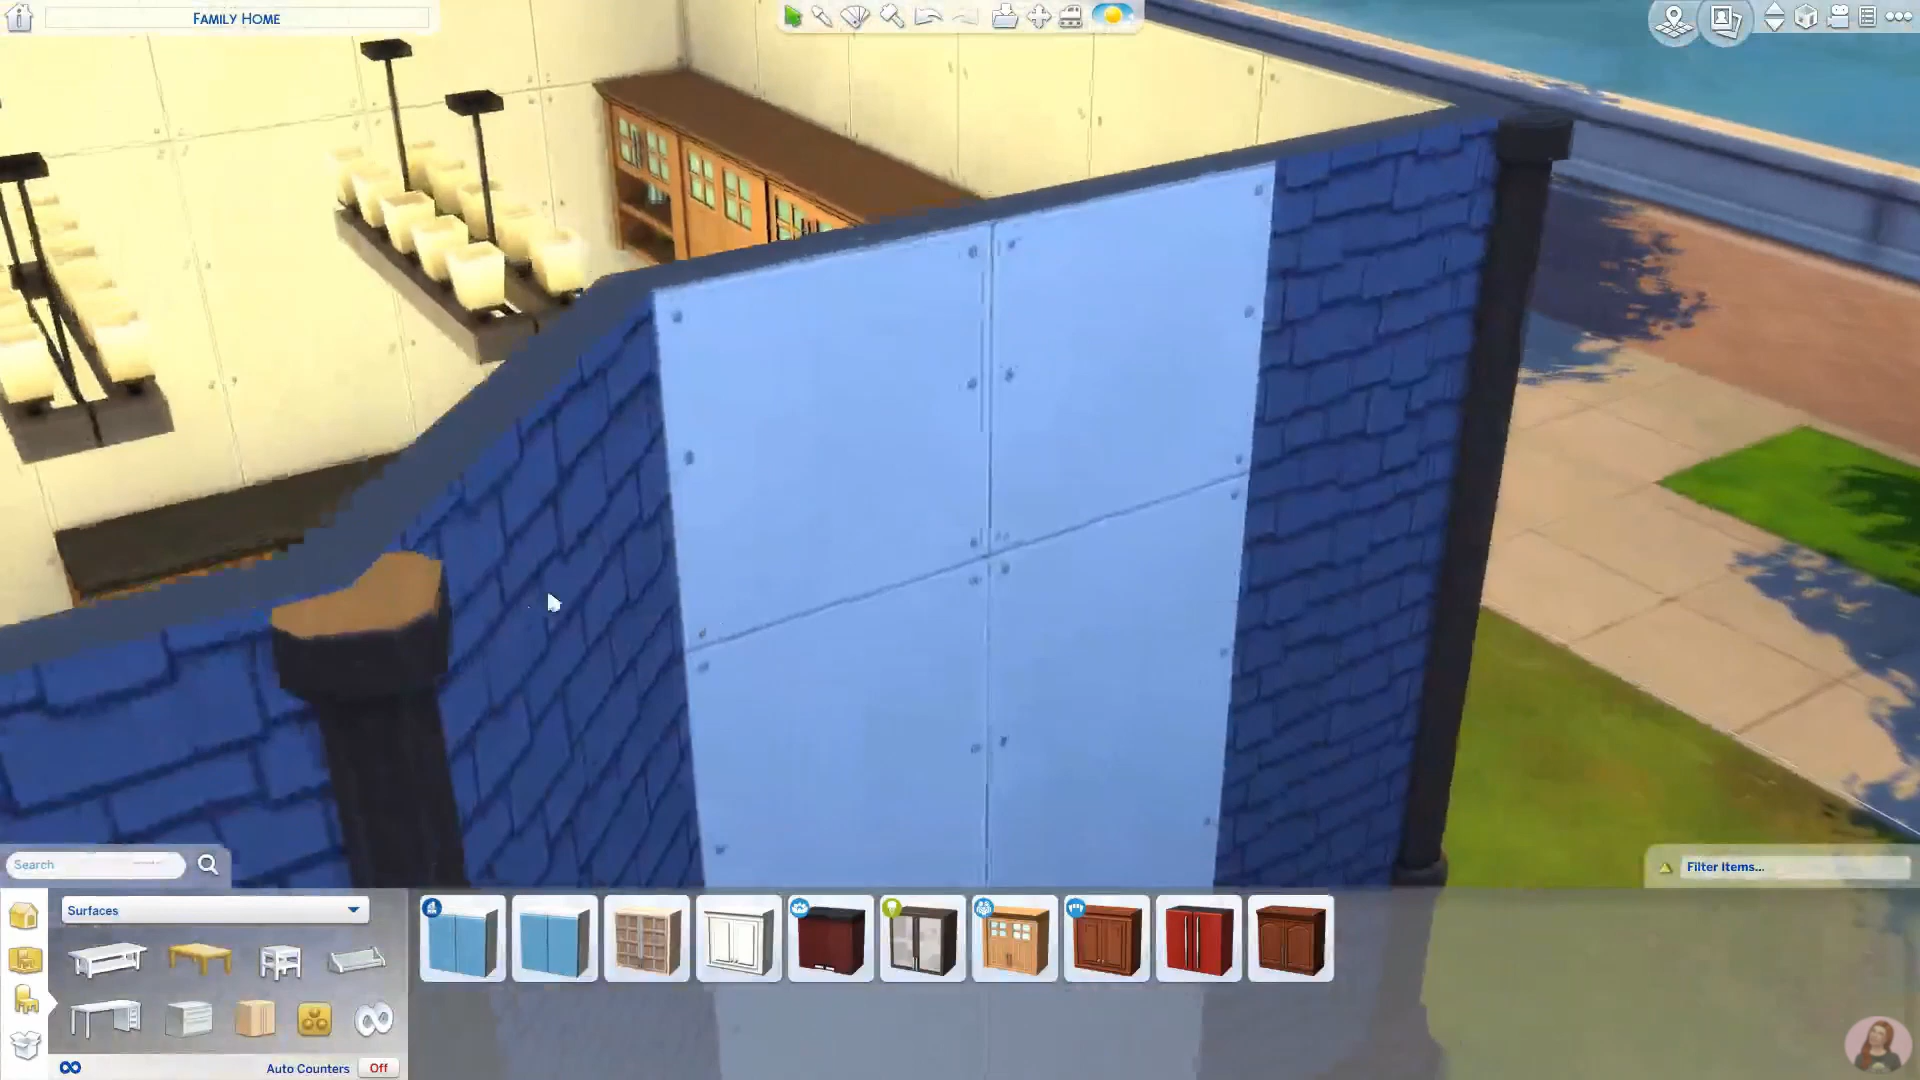 FAMILY HOME
Search
Filter Items...
Surfaces
Auto Counters Off